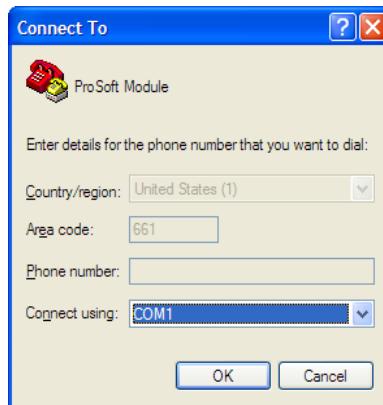 Connect To
ProSoft Module
Enter details for the phone number that you want to dial:
Country/region: United States (1)
Area code: 661
Phone number:
Connect using: COM1
OK Cancel